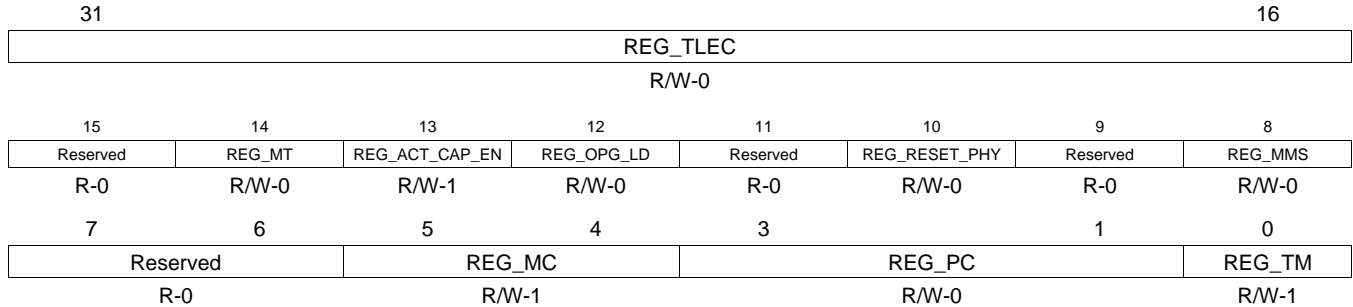 31 16
REG_TLEC
R/W-0
15 14 13 12 11 10 9 8
Reserved REG_MT REG_ACT_CAP_EN REG_OPG_LD Reserved REG_RESET_PHY Reserved REG_MMS
R-0 R/W-0 R/W-1 R/W-0 R-0 R/W-0 R-0 R/W-0
7 6 5 4 3 1 0
Reserved REG_MC REG_PC REG_TM
R-0 R/W-1 R/W-0 R/W-1